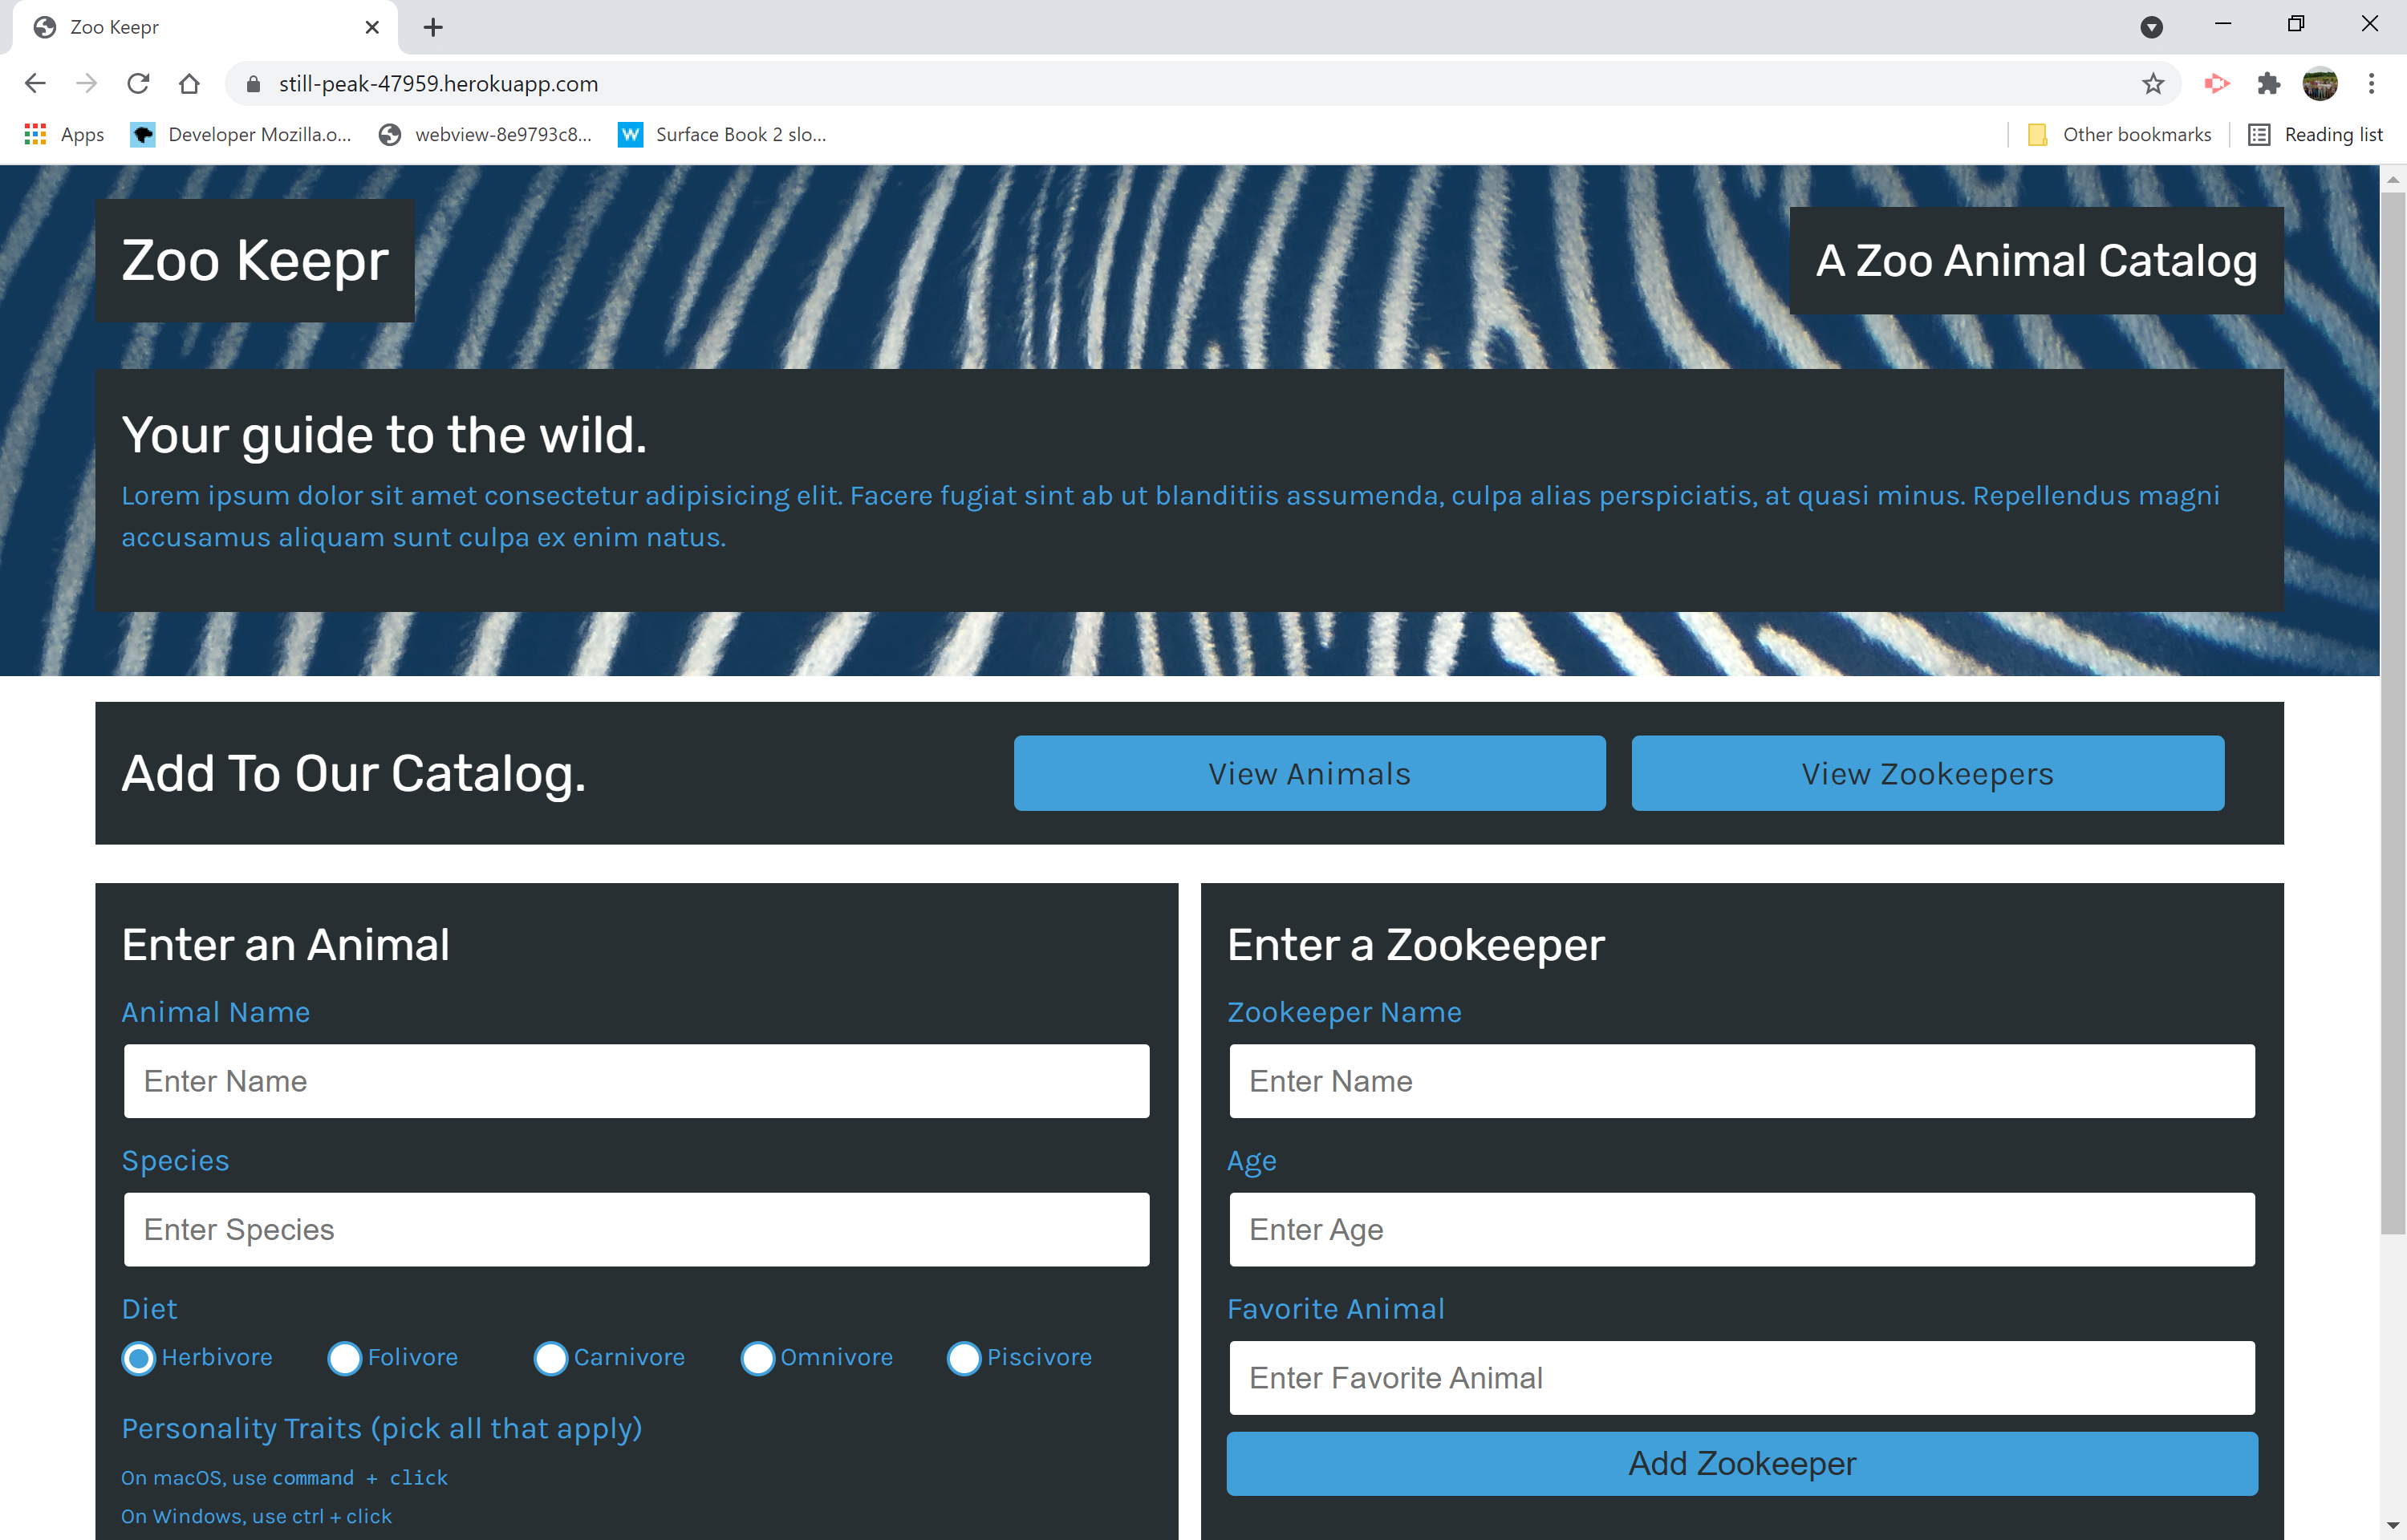 Zoo Keepr
still-peak-47959.herokuapp.com
Apps Developer Mozilla.o... webview-8e9793c8... Surface Book 2 slo... Other bookmarks Reading list
Zoo Keepr
A Zoo Animal Catalog
Your guide to the wild.
Lorem ipsum dolor sit amet consectetur adipisicing elit. Facere fugiat sint ab ut blanditiis assumenda, culpa alias perspiciatis, at quasi minus. Repellendus magni
accusamus aliquam sunt culpa ex enim natus.
Add To Our Catalog.
View Animals
View Zookeepers
Enter an Animal
Animal Name
Enter Name
Species
Enter Species
Diet
Herbivore Folivore Carnivore Omnivore Piscivore
Personality Traits (pick all that apply)
On macOS, use command + click
On Windows, use ctrl + click
Enter a Zookeeper
Zookeeper Name
Enter Name
Age
Enter Age
Favorite Animal
Enter Favorite Animal
Add Zookeeper